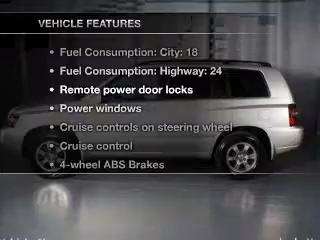 VEHICLE FEATURES
• Fuel Consumption: City: 18
• Fuel Consumption: Highway: 24
• Remote power door locks
• Power windows
• Cruise controls on steering wheel
• Cruise control
• 4-wheel ABS Brakes